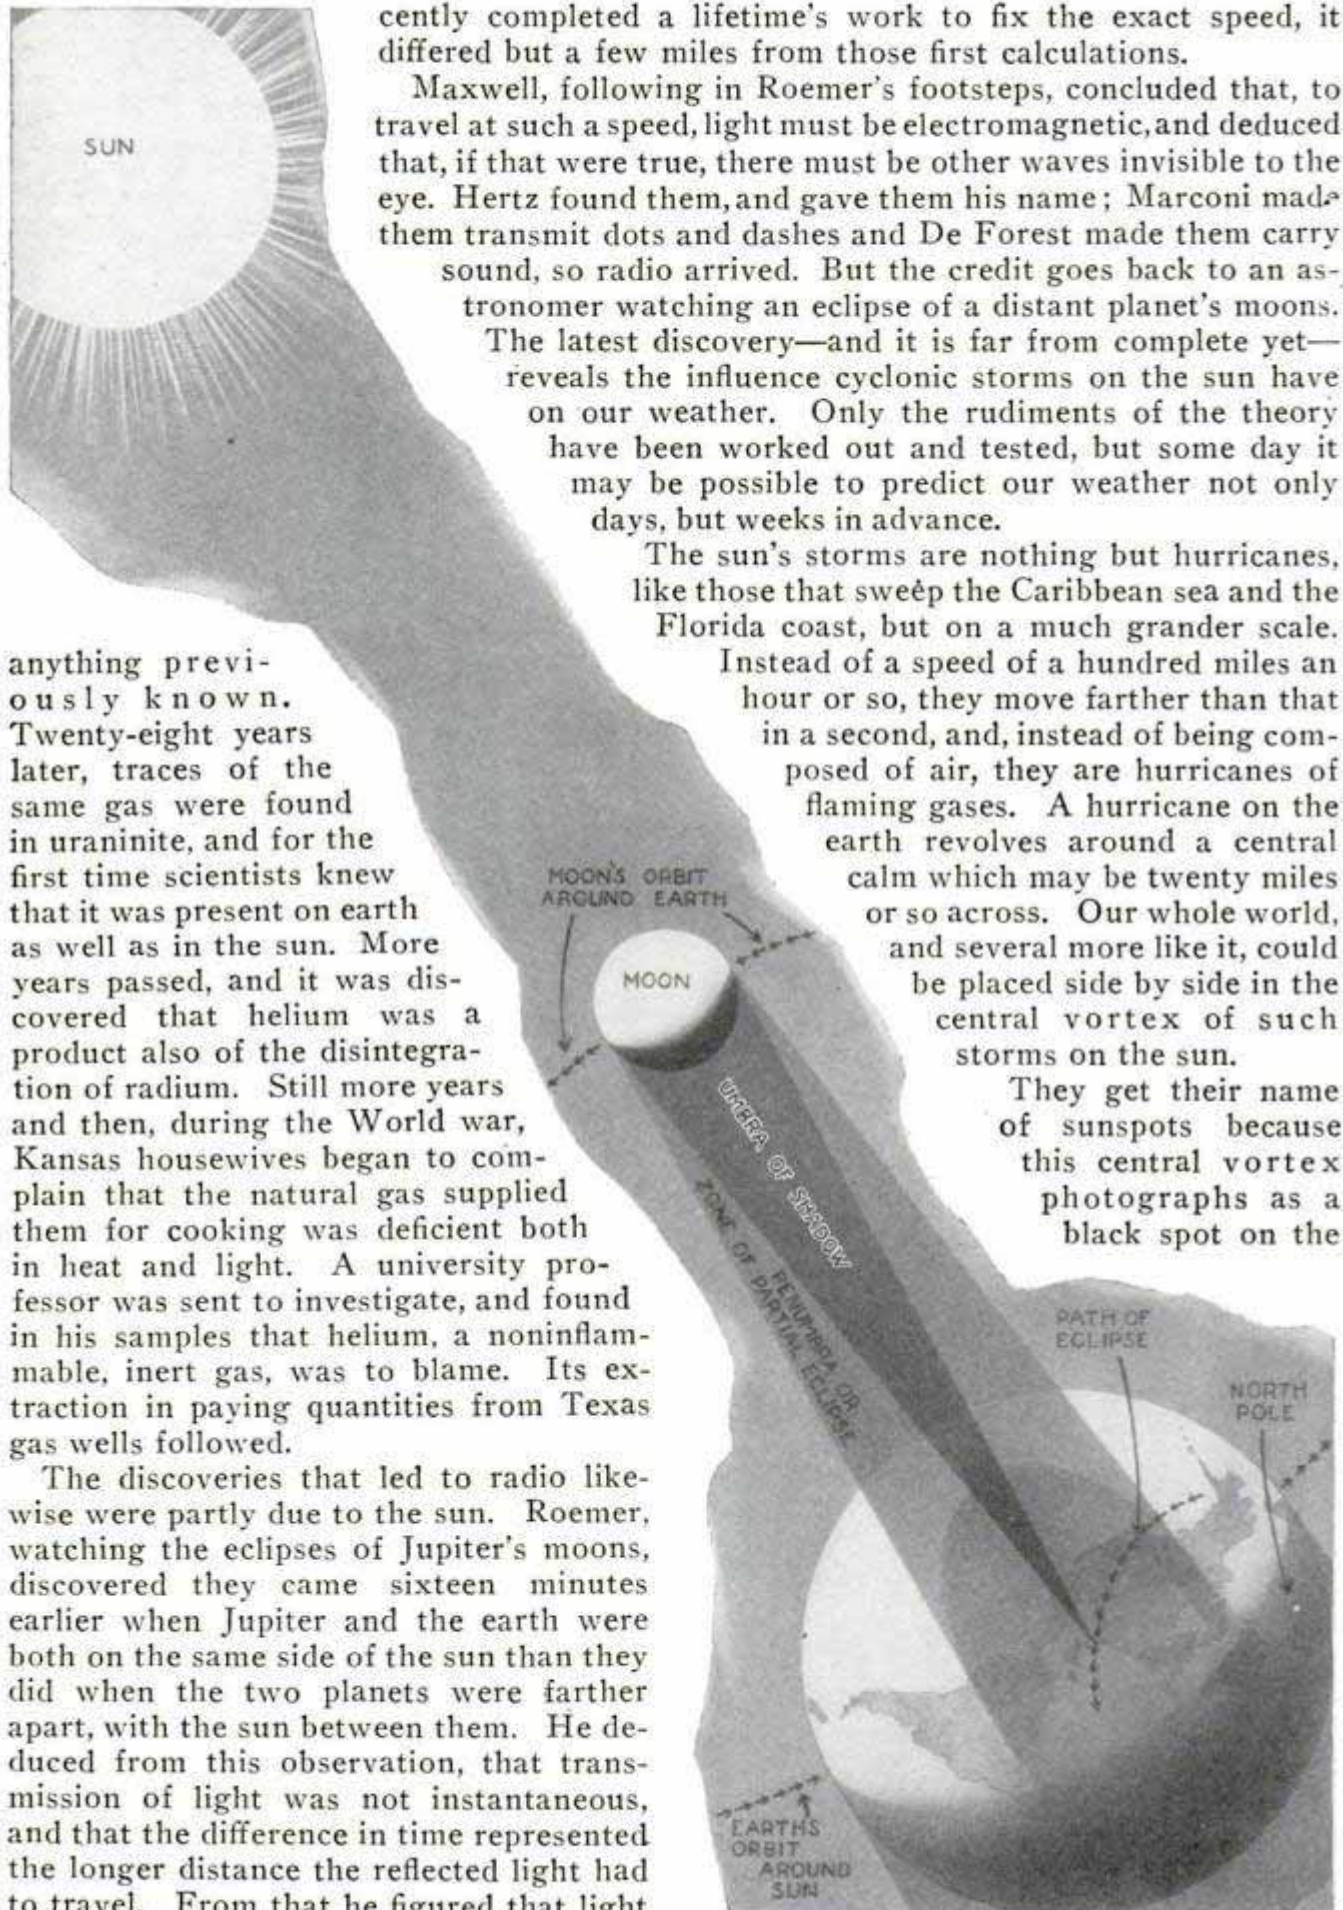 anything previ-
ously known.
Twenty-eight years
later, traces of the
same gas were found
in uraninite, and for the
first time scientists knew
that it was present on earth
as well as in the sun. More
years passed, and it was dis-
covered that helium was a
product also of the disintegra-
tion of radium. Still more years
and then, during the World war,
Kansas housewives began to com-
plain that the natural gas supplied
them for cooking was deficient both
in heat and light. A university pro-
fessor was sent to investigate, and found
in his samples that helium, a noninflam-
mable, inert gas, was to blame. Its ex-
traction in paying quantities from Texas
gas wells followed.
The discoveries that led to radio like-
wise were partly due to the sun. Roemer,
watching the eclipses of Jupiter's moons,
discovered they came sixteen minutes
earlier when Jupiter and the earth were
both on the same side of the sun than they
did when the two planets were farther
apart, with the sun between them. He de-
duced from this observation, that trans-
mission of light was not instantaneous,
and that the difference in time represented
the longer distance the reflected light had
to travel. From that he figured that light
cently completed a lifetime's work to fix the exact speed, it
differed but a few miles from those first calculations.
Maxwell, following in Roemer's footsteps, concluded that, to
travel at such a speed, light must be electromagnetic, and deduced
that, if that were true, there must be other waves invisible to the
eye. Hertz found them, and gave them his name; Marconi made
them transmit dots and dashes and De Forest made them carry
sound, so radio arrived. But the credit goes back to an as-
tronomer watching an eclipse of a distant planet's moons.
The latest discovery—and it is far from complete yet—
reveals the influence cyclonic storms on the sun have
on our weather. Only the rudiments of the theory
have been worked out and tested, but some day it
may be possible to predict our weather not only
days, but weeks in advance.
The sun's storms are nothing but hurricanes,
like those that sweep the Caribbean sea and the
Florida coast, but on a much grander scale.
Instead of a speed of a hundred miles an
hour or so, they move farther than that
in a second, and, instead of being com-
posed of air, they are hurricanes of
flaming gases. A hurricane on the
earth revolves around a central
calm which may be twenty miles
or so across. Our whole world,
and several more like it, could
be placed side by side in the
central vortex of such
storms on the sun.
They get their name
of sunspots because
this central vortex
photographs as a
black spot on the
SUN
MOON'S ORBIT
AROUND EARTH
MOON
UMBRA OF SHADOW
PENUMBRA OR
ZONE OF PARTIAL ECLIPSE
PATH OF
ECLIPSE
NORTH
POLE
EARTHS
ORBIT
AROUND
SUN